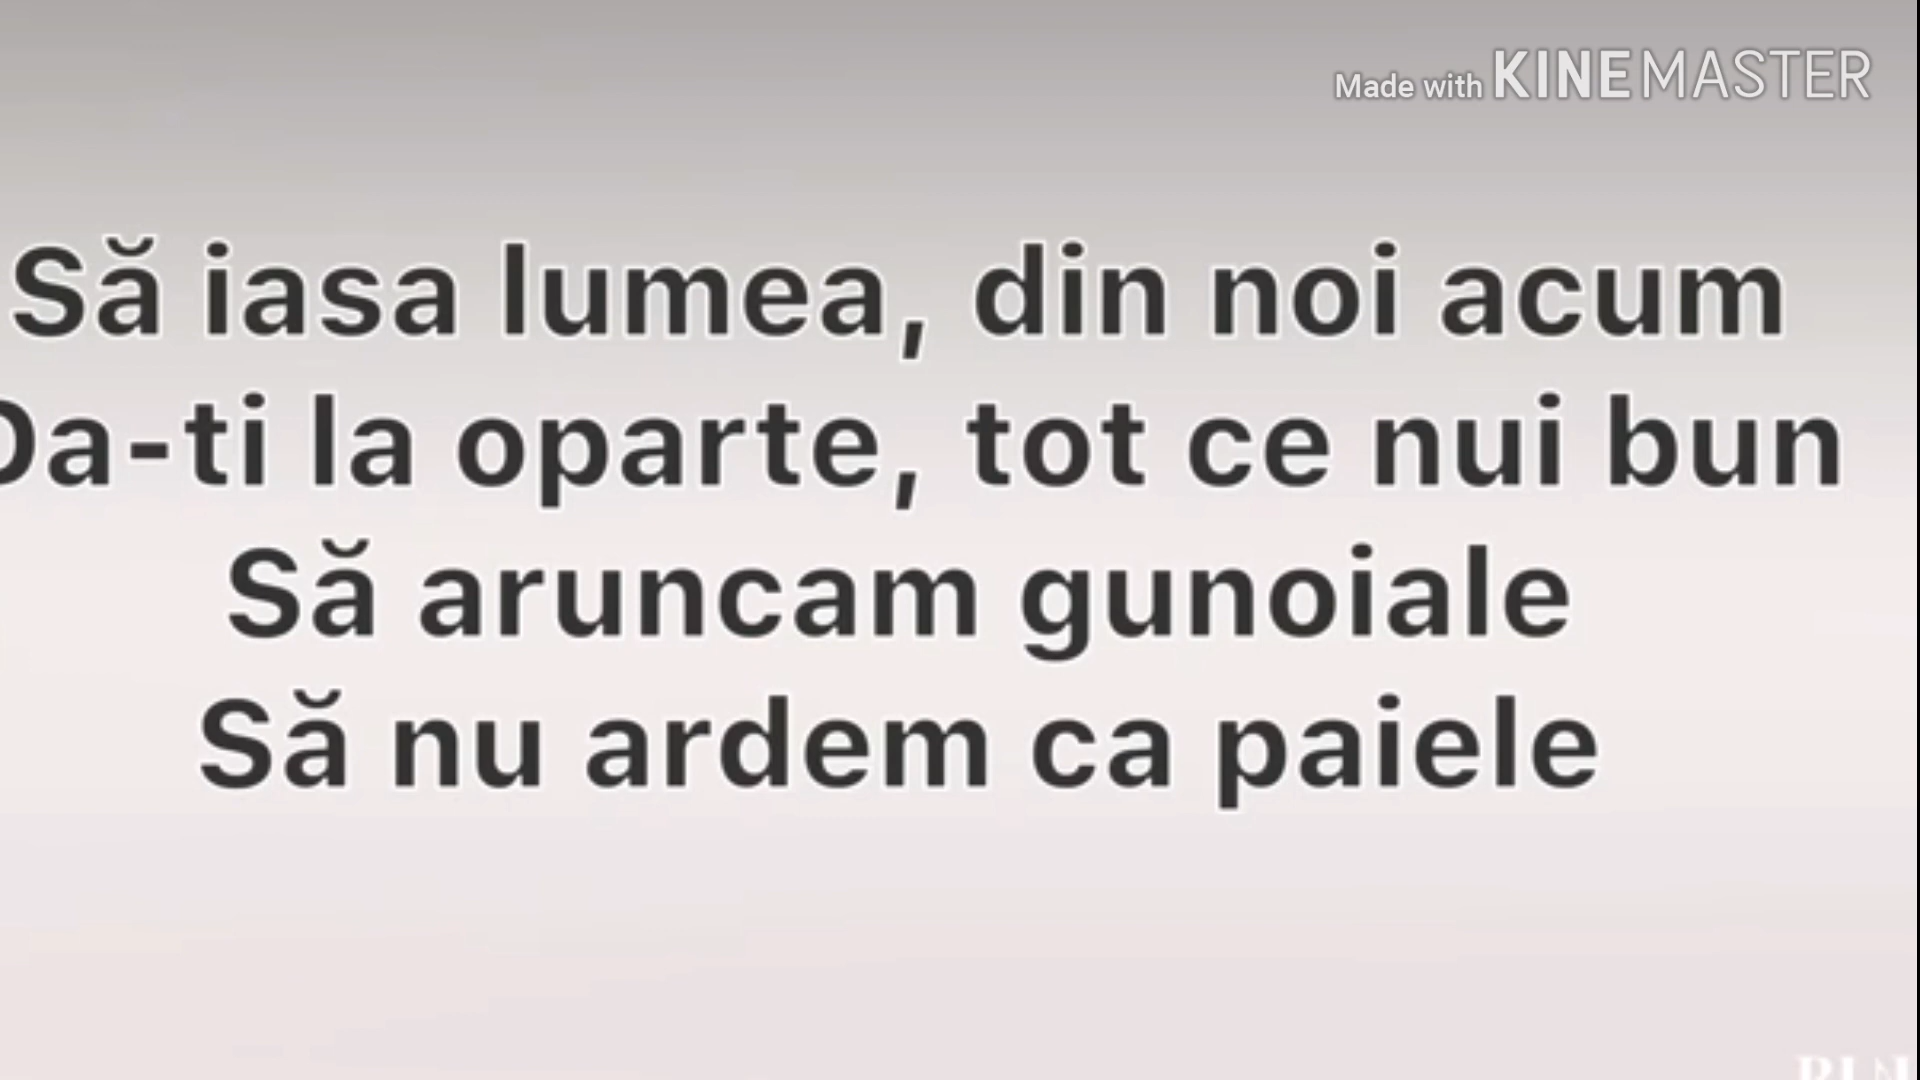 Made with KINEMASTER
Să iasa lumea, din noi acum
Da-ti la oparte, tot ce nui bun
Să aruncam gunoiale
Să nu ardem ca paiele